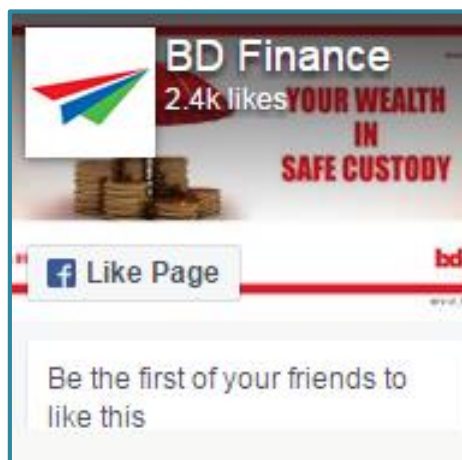 BD Finance
2.4k likes
YOUR WEALTH
IN
SAFE CUSTODY
bd
Like Page
Be the first of your friends to
like this